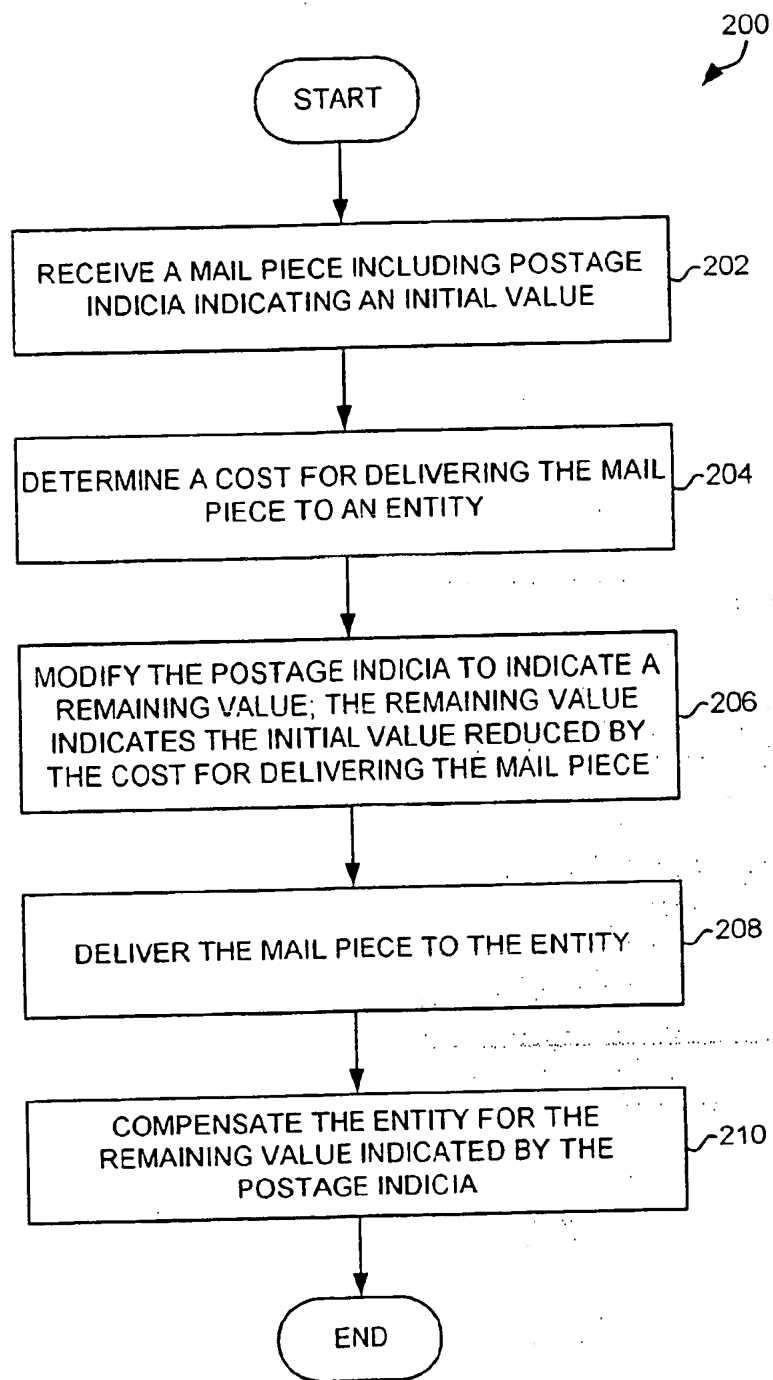 200
START
RECEIVE A MAIL PIECE INCLUDING POSTAGE
INDICIA INDICATING AN INITIAL VALUE
202
DETERMINE A COST FOR DELIVERING THE MAIL
PIECE TO AN ENTITY
204
MODIFY THE POSTAGE INDICIA TO INDICATE A
REMAINING VALUE; THE REMAINING VALUE
INDICATES THE INITIAL VALUE REDUCED BY
THE COST FOR DELIVERING THE MAIL PIECE
206
DELIVER THE MAIL PIECE TO THE ENTITY
208
COMPENSATE THE ENTITY FOR THE
REMAINING VALUE INDICATED BY THE
POSTAGE INDICIA
210
END